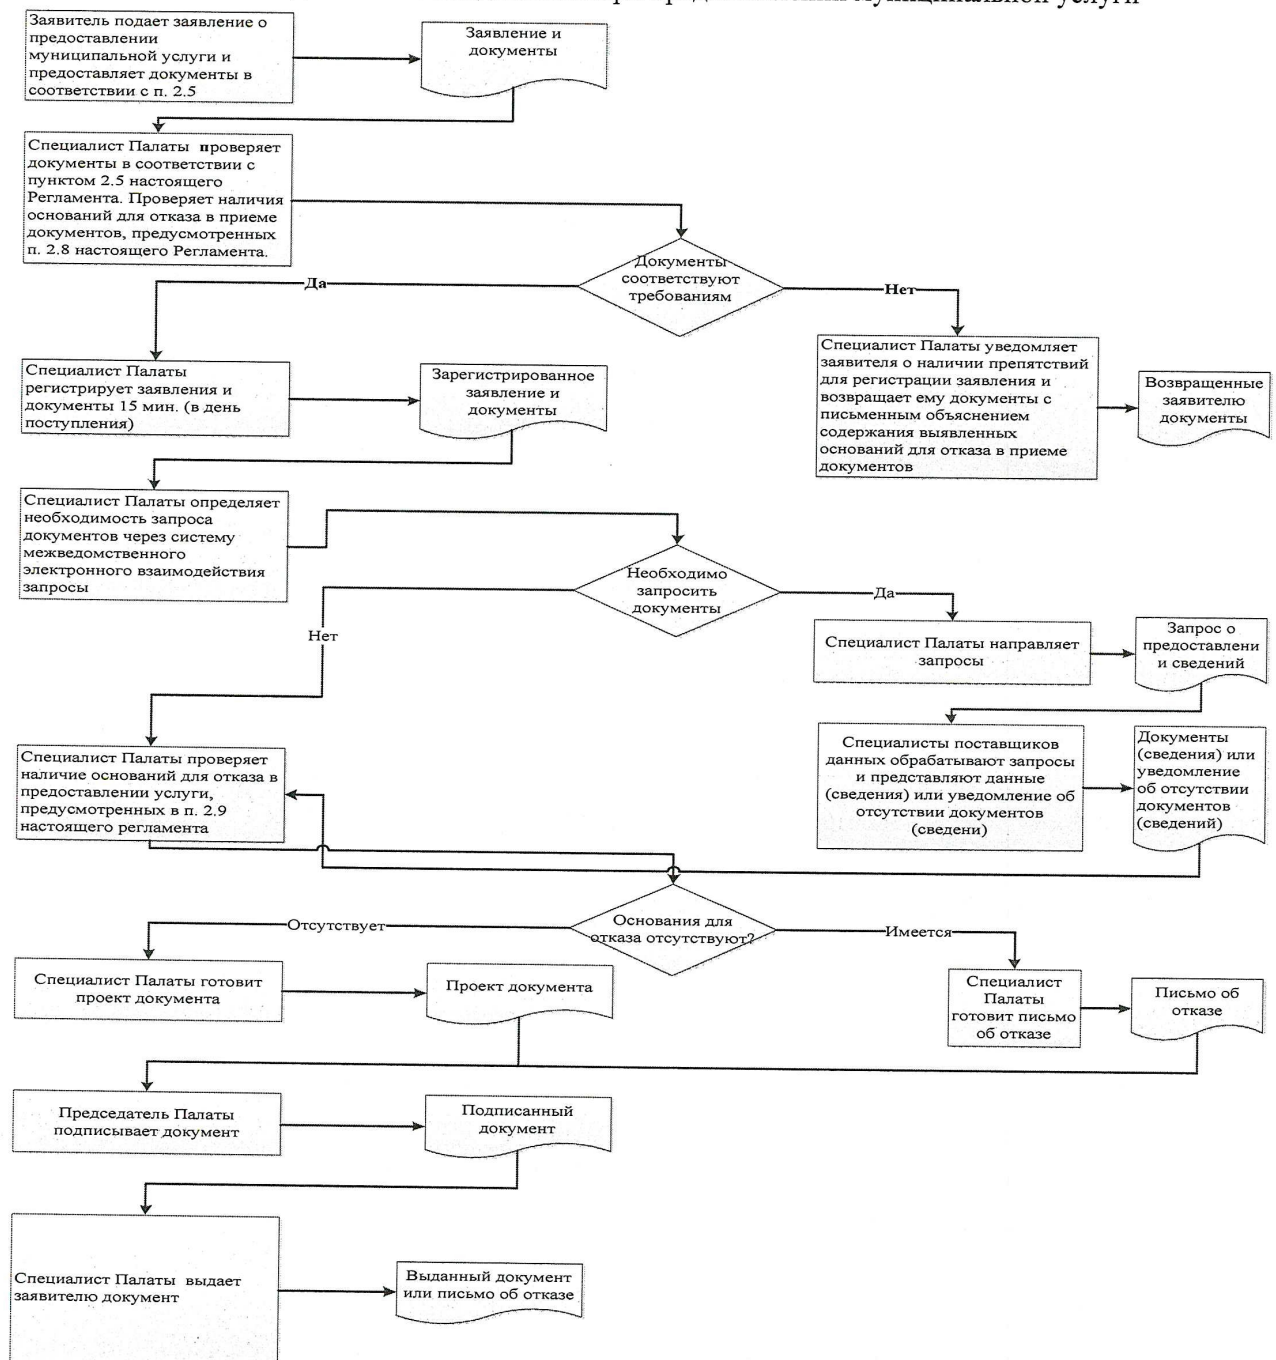 муниципальной услуги
Заявитель подает заявление о
предоставлении
муниципальной услуги и
предоставляет документы в
соответствии с п. 2.5
Заявление и
документы
Специалист Палаты проверяет
документы в соответствии с
пунктом 2.5 настоящего
Регламента. Проверяет наличия
оснований для отказа в приеме
документов, предусмотренных
п. 2.8 настоящего Регламента.
Документы
соответствуют
требованиям
Да
Нет
Специалист Палаты
регистрирует заявления и
документы 15 мин. (в день
поступления)
Зарегистрированное
заявление и
документы
Специалист Палаты уведомляет
заявителя о наличии препятствий
для регистрации заявления и
возвращает ему документы с
письменным объяснением
содержания выявленных
оснований для отказа в приеме
документов
Возвращенные
заявителю
документы
Специалист Палаты определяет
необходимость запроса
документов через систему
межведомственного
электронного взаимодействия
запросы
Необходимо
запросить
документы
Нет
Да
Специалист Палаты направляет
запросы
Запрос о
предоставлени
и сведений
Специалист Палаты проверяет
наличие оснований для отказа в
предоставлении услуги,
предусмотренных в п. 2.9
настоящего регламента
Специалисты поставщиков
данных обрабатывают запросы
и представляют данные
(сведения) или уведомление об
отсутствии документов
(сведени)
Документы
(сведения) или
уведомление
об отсутствии
документов
(сведений)
Основания для
отказа отсутствуют?
Отсутствует
Имеется
Специалист Палаты готовит
проект документа
Проект документа
Специалист
Палаты
готовит письмо
об отказе
Письмо об
отказе
Председатель Палаты
подписывает документ
Подписанный
документ
Специалист Палаты выдает
заявителю документ
Выданный документ
или письмо об отказе